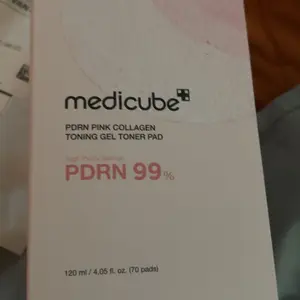 medicube
PDRN PINK COLLAGEN
TONING GEL TONER PAD
PDRN 99%
120 ml / 4.05 fl. oz. (70 pads)